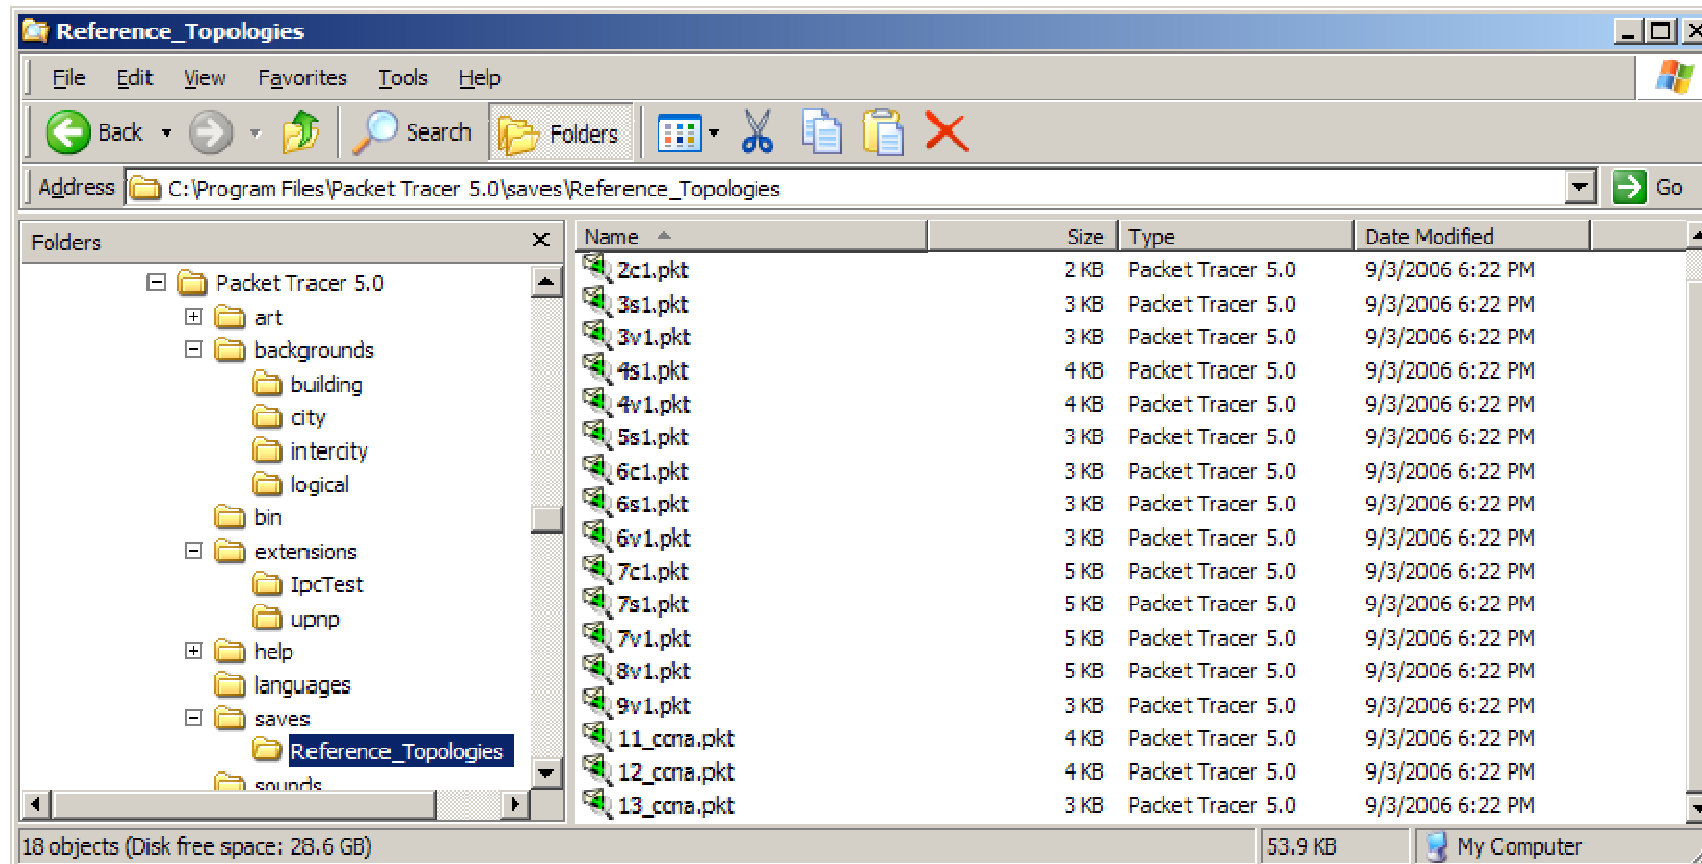 Reference_Topologies
File Edit View Favorites Tools Help
Back Search Folders
Address C:\Program Files\Packet Tracer 5.0\saves\Reference_Topologies Go
Folders
Packet Tracer 5.0
art
backgrounds
building
city
intercity
logical
bin
extensions
IpcTest
upnp
help
languages
saves
Reference_Topologies
sounds
Name Size Type Date Modified
2c1.pkt 2 KB Packet Tracer 5.0 9/3/2006 6:22 PM
3s1.pkt 3 KB Packet Tracer 5.0 9/3/2006 6:22 PM
3v1.pkt 3 KB Packet Tracer 5.0 9/3/2006 6:22 PM
4s1.pkt 4 KB Packet Tracer 5.0 9/3/2006 6:22 PM
4v1.pkt 4 KB Packet Tracer 5.0 9/3/2006 6:22 PM
5s1.pkt 3 KB Packet Tracer 5.0 9/3/2006 6:22 PM
6c1.pkt 3 KB Packet Tracer 5.0 9/3/2006 6:22 PM
6s1.pkt 3 KB Packet Tracer 5.0 9/3/2006 6:22 PM
6v1.pkt 3 KB Packet Tracer 5.0 9/3/2006 6:22 PM
7c1.pkt 5 KB Packet Tracer 5.0 9/3/2006 6:22 PM
7s1.pkt 5 KB Packet Tracer 5.0 9/3/2006 6:22 PM
7v1.pkt 5 KB Packet Tracer 5.0 9/3/2006 6:22 PM
8v1.pkt 5 KB Packet Tracer 5.0 9/3/2006 6:22 PM
9v1.pkt 3 KB Packet Tracer 5.0 9/3/2006 6:22 PM
11_ccna.pkt 4 KB Packet Tracer 5.0 9/3/2006 6:22 PM
12_ccna.pkt 4 KB Packet Tracer 5.0 9/3/2006 6:22 PM
13_ccna.pkt 3 KB Packet Tracer 5.0 9/3/2006 6:22 PM
18 objects (Disk free space: 28.6 GB) 53.9 KB My Computer